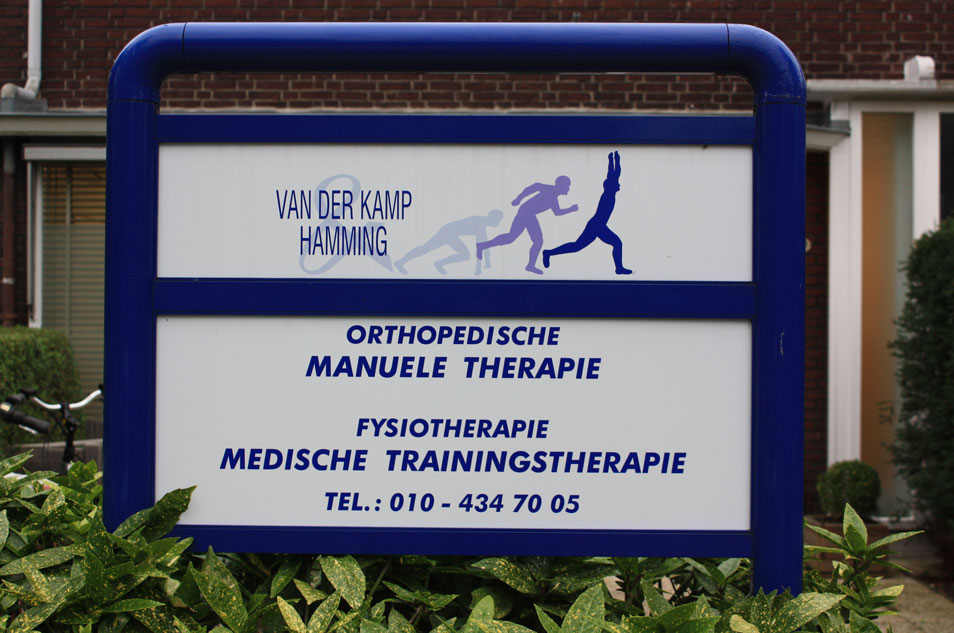 VAN DER KAMP
&
HAMMING
ORTHOPEDISCHE
MANUELE THERAPIE
FYSIOTHERAPIE
MEDISCHE TRAININGSTHERAPIE
TEL.: 010 - 434 70 05